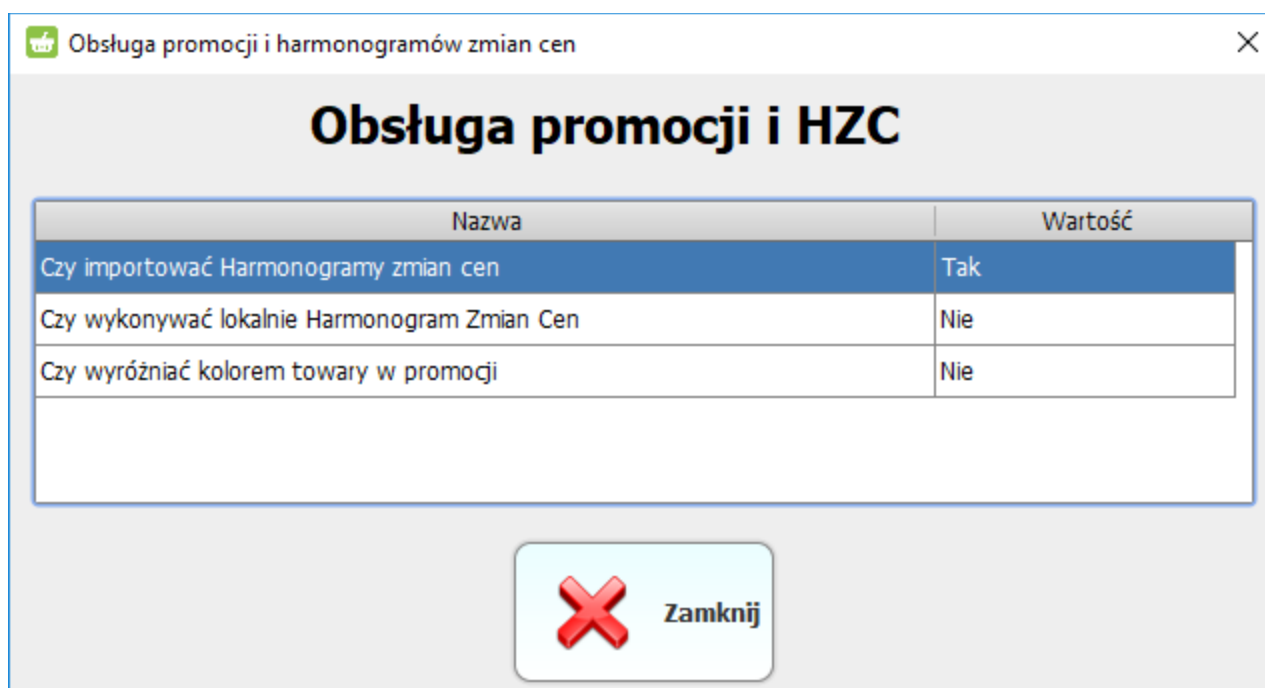 Obsługa promocji i harmonogramów zmian cen
Obsługa promocji i HZC
Nazwa Wartość
Czy importować Harmonogramy zmian cen Tak
Czy wykonywać lokalnie Harmonogram Zmian Cen Nie
Czy wyróżniać kolorem towary w promocji Nie
Zamknij